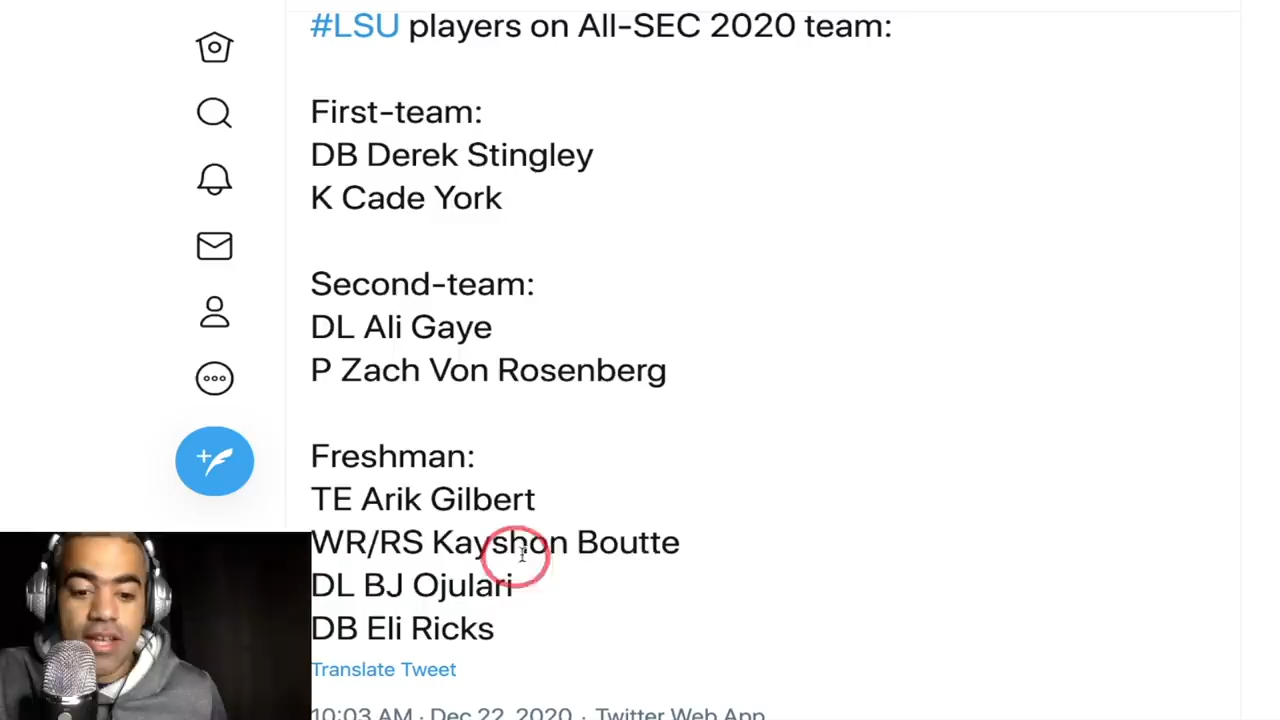 #LSU players on All-SEC 2020 team:
First-team:
DB Derek Stingley
K Cade York
Second-team:
DL Ali Gaye
P Zach Von Rosenberg
Freshman:
TE Arik Gilbert
WR/RS Kayshon Boutte
DL BJ Ojulari
DB Eli Ricks
Translate Tweet
10:03 AM · Dec 22, 2020 · Twitter Web App